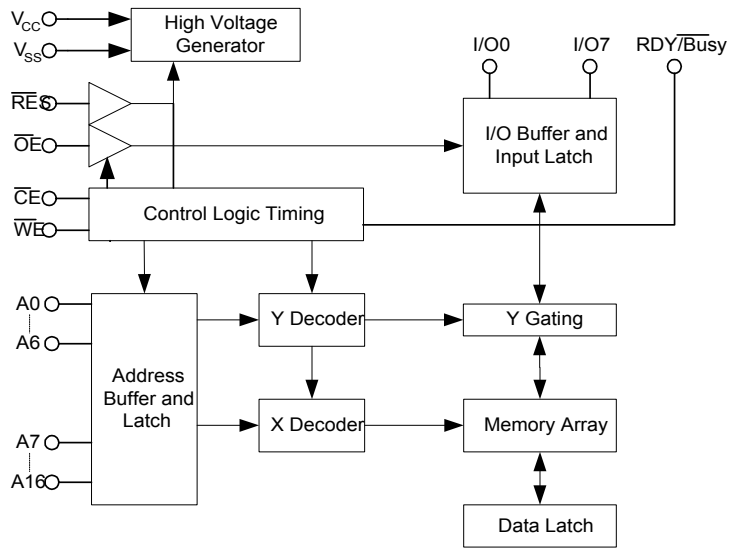 VCC
VSS
High Voltage
Generator
I/O0
I/O7
RDY/Busy
RES
OE
I/O Buffer and
Input Latch
CE
WE
Control Logic Timing
A0
A6
Address
Buffer and
Latch
Y Decoder
Y Gating
X Decoder
Memory Array
A7
A16
Data Latch